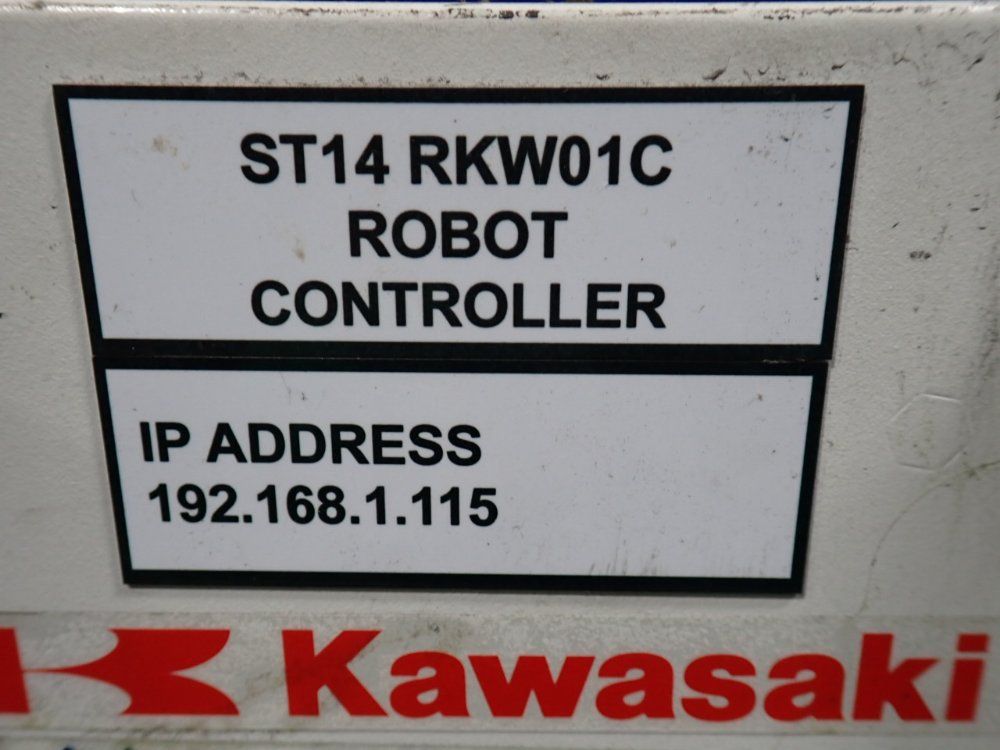 ST14 RKW01C
ROBOT
CONTROLLER
IP ADDRESS
192.168.1.115
Kawasaki